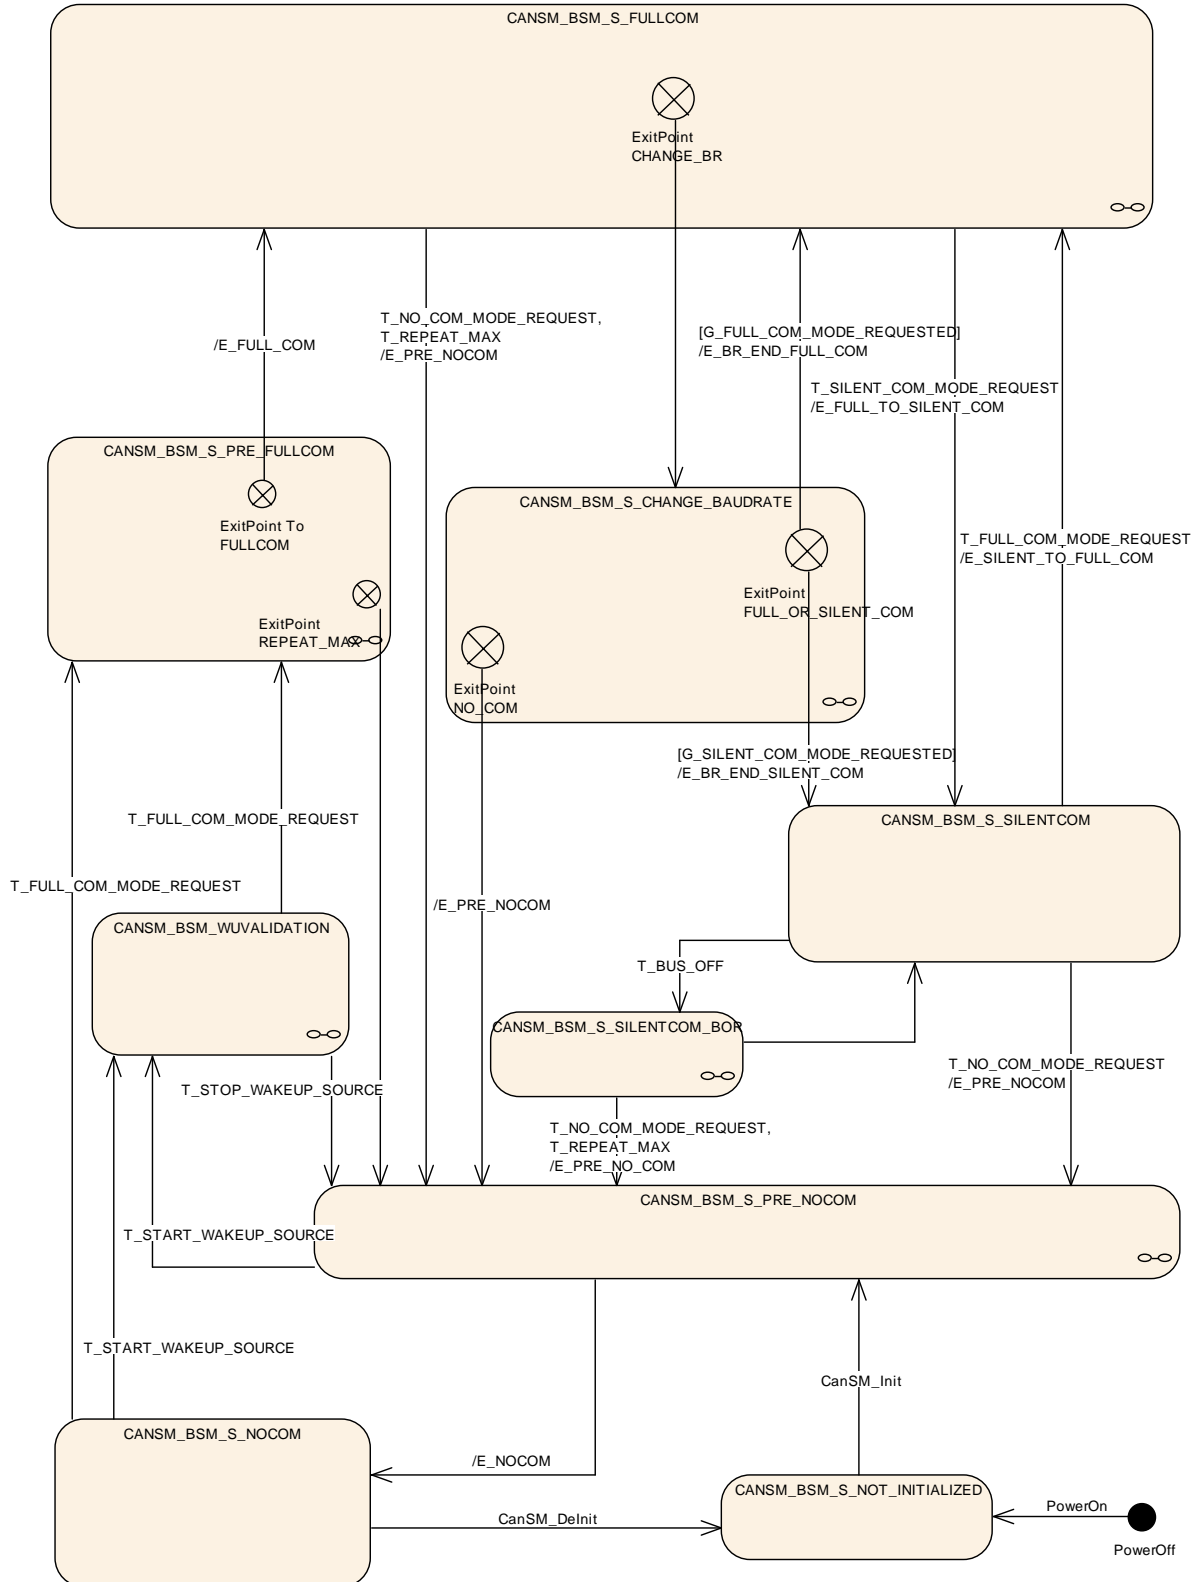 CANSM_BSM_S_FULLCOM
ExitPoint
CHANGE_BR
/E_FULL_COM
T_NO_COM_MODE_REQUEST,
T_REPEAT_MAX
/E_PRE_NOCOM
[G_FULL_COM_MODE_REQUESTED]
/E_BR_END_FULL_COM
T_SILENT_COM_MODE_REQUEST
/E_FULL_TO_SILENT_COM
CANSM_BSM_S_PRE_FULLCOM
ExitPoint To
FULLCOM
ExitPoint
REPEAT_MAX
CANSM_BSM_S_CHANGE_BAUDRATE
ExitPoint
FULL_OR_SILENT_COM
ExitPoint
NO_COM
T_FULL_COM_MODE_REQUEST
/E_SILENT_TO_FULL_COM
[G_SILENT_COM_MODE_REQUESTED]
/E_BR_END_SILENT_COM
T_FULL_COM_MODE_REQUEST
CANSM_BSM_S_SILENTCOM
T_FULL_COM_MODE_REQUEST
/E_PRE_NOCOM
CANSM_BSM_WUVALIDATION
T_BUS_OFF
CANSM_BSM_S_SILENTCOM_BOR
T_NO_COM_MODE_REQUEST
/E_PRE_NOCOM
T_STOP_WAKEUP_SOURCE
T_NO_COM_MODE_REQUEST,
T_REPEAT_MAX
/E_PRE_NO_COM
CANSM_BSM_S_PRE_NOCOM
T_START_WAKEUP_SOURCE
T_START_WAKEUP_SOURCE
CanSM_Init
CANSM_BSM_S_NOCOM
/E_NOCOM
CanSM_DeInit
CANSM_BSM_S_NOT_INITIALIZED
PowerOn
PowerOff